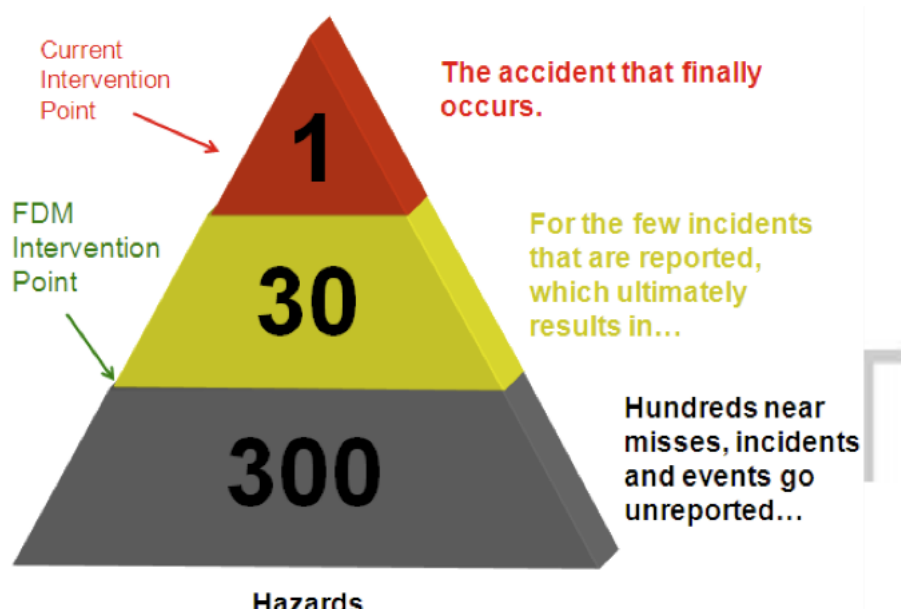 Current
Intervention
Point
1
The accident that finally
occurs.
FDM
Intervention
Point
30
For the few incidents
that are reported,
which ultimately
results in…
300
Hundreds near
misses, incidents
and events go
unreported…
Hazards